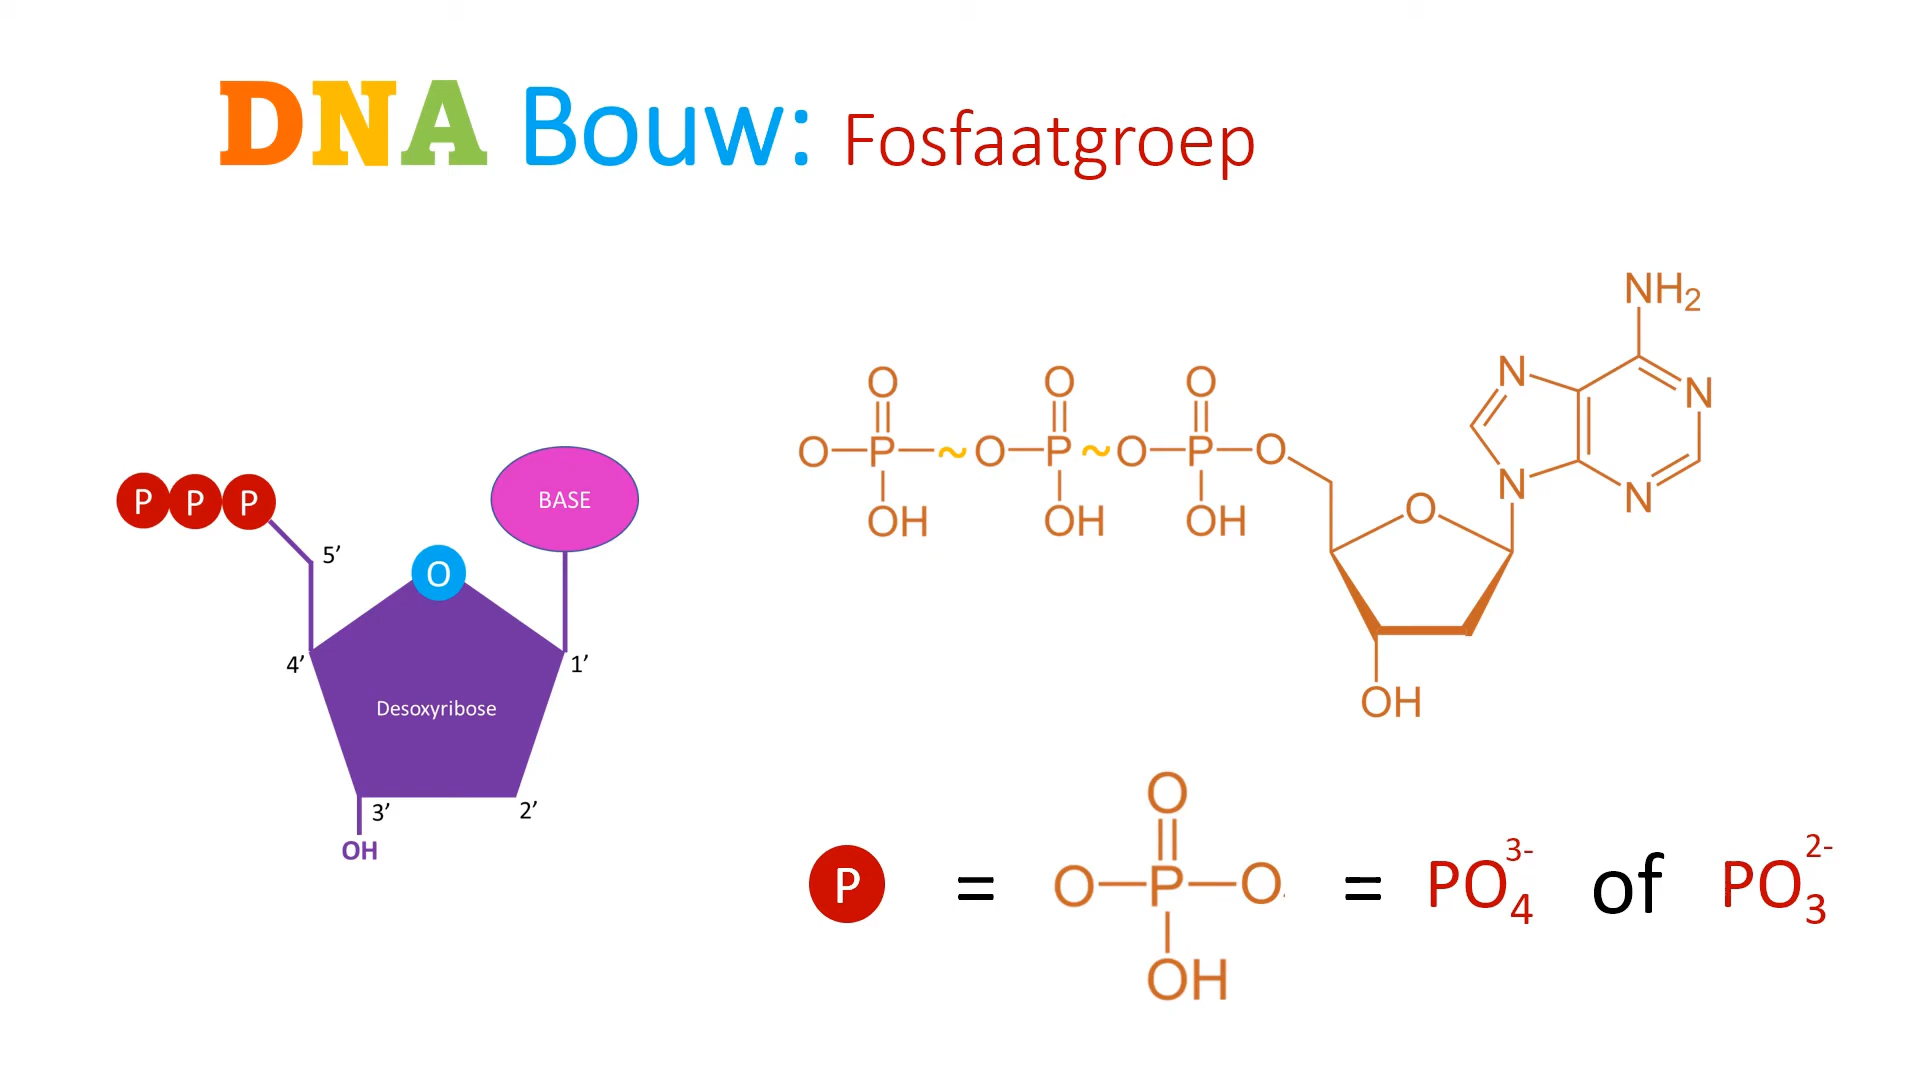 DNA Bouw: Fosfaatgroep
P P P
5’
BASE
O
4’
1’
Desoxyribose
3’
2’
OH
NH2
O O O
N
N
O P ~ O P ~ O P O
N
N
OH OH OH
O
OH
O
P = O P O = PO4 3- of PO3 2-
OH